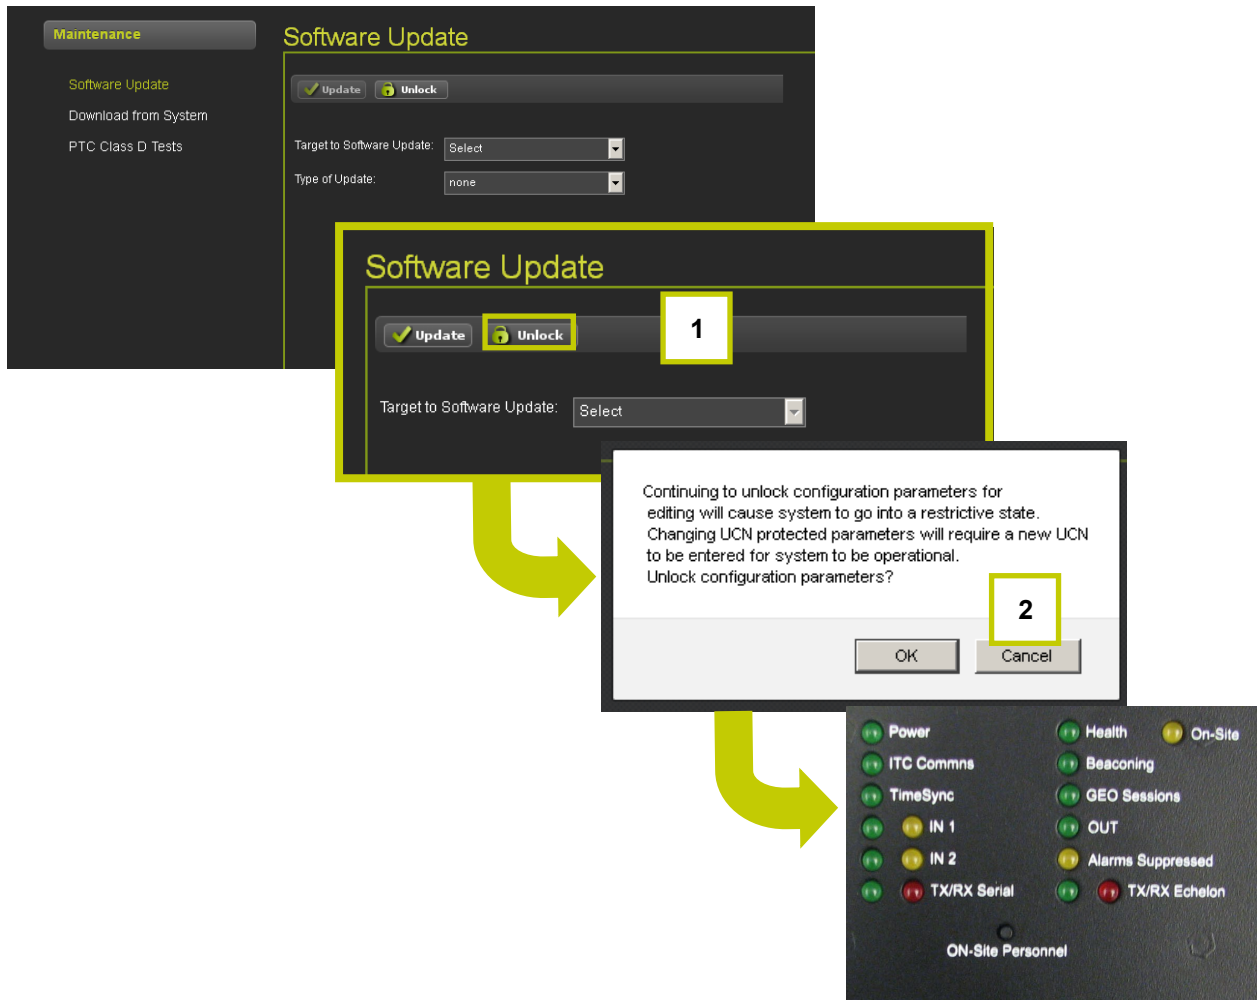 Maintenance
Software Update
Download from System
PTC Class D Tests
Software Update
Update Unlock
Target to Software Update: Select
Type of Update: none
Software Update
Update Unlock
1
Target to Software Update: Select
Continuing to unlock configuration parameters for
editing will cause system to go into a restrictive state.
Changing UCN protected parameters will require a new UCN
to be entered for system to be operational.
Unlock configuration parameters?
2
OK Cancel
Power Health On-Site
ITC Commns Beaconing
TimeSync GEO Sessions
IN 1 OUT
IN 2 Alarms Suppressed
TX/RX Serial TX/RX Echelon
ON-Site Personnel